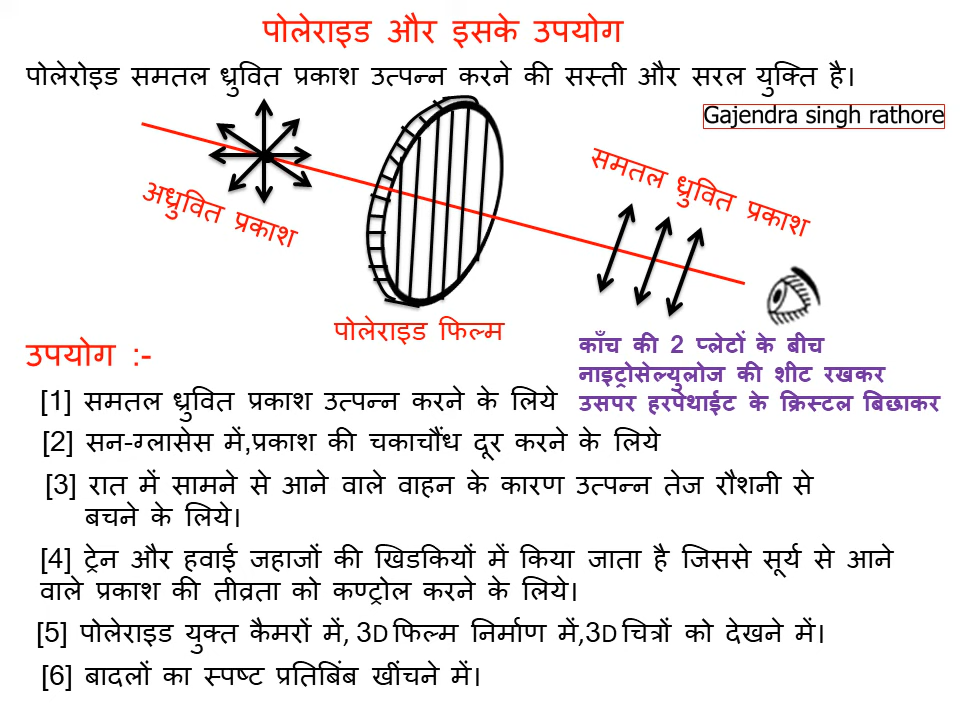 पोलेराइड और इसके उपयोग
पोलेरोइड समतल ध्रुवित प्रकाश उत्पन्न करने की सस्ती और सरल युक्ति है।
Gajendra singh rathore
अध्रुवित प्रकाश
समतल ध्रुवित प्रकाश
पोलेराइड फिल्म
काँच की 2 प्लेटों के बीच
नाइट्रोसेल्युलोज की शीट रखकर
उसपर हरपेथाईट के क्रिस्टल बिछाकर
उपयोग :-
[1] समतल ध्रुवित प्रकाश उत्पन्न करने के लिये
[2] सन-ग्लासेस में,प्रकाश की चकाचौंध दूर करने के लिये
[3] रात में सामने से आने वाले वाहन के कारण उत्पन्न तेज रौशनी से
बचने के लिये।
[4] ट्रेन और हवाई जहाजों की खिडकियों में किया जाता है जिससे सूर्य से आने
वाले प्रकाश की तीव्रता को कण्ट्रोल करने के लिये।
[5] पोलेराइड युक्त कैमरों में, 3D फिल्म निर्माण में,3D चित्रों को देखने में।
[6] बादलों का स्पष्ट प्रतिबिंब खींचने में।